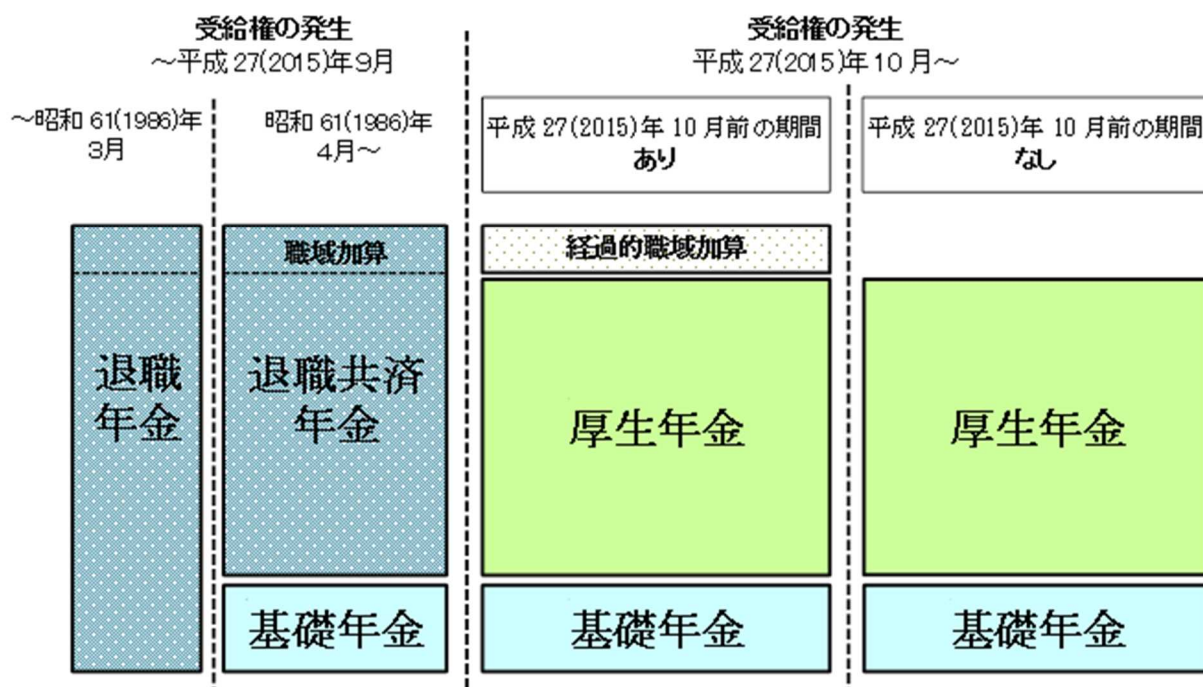 受給権の発生
～平成27(2015)年9月
受給権の発生
平成27(2015)年10月～
～昭和61(1986)年
3月
昭和61(1986)年
4月～
平成27(2015)年10月前の期間
あり
平成27(2015)年10月前の期間
なし
退職
年金
職域加算
退職共済
年金
基礎年金
経過的職域加算
厚生年金
基礎年金
厚生年金
基礎年金